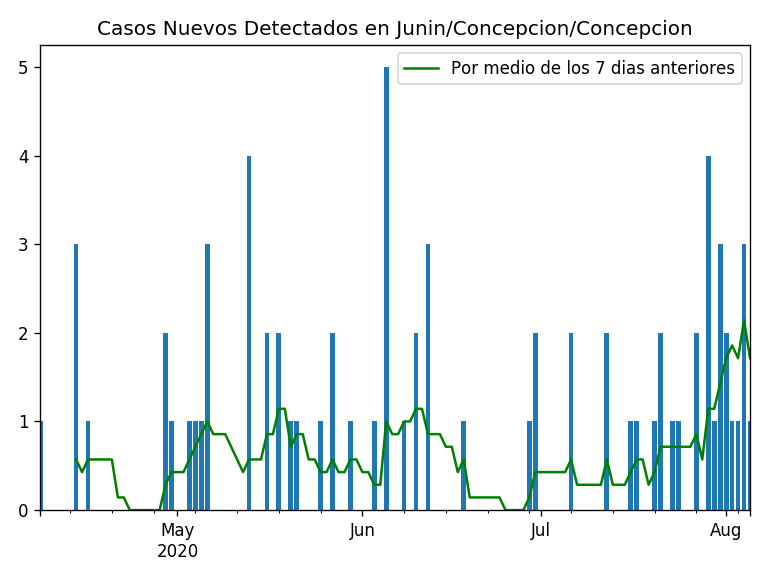 Casos Nuevos Detectados en Junin/Concepcion/Concepcion
Por medio de los 7 dias anteriores
5
4
3
2
1
0
May Jun Jul Aug
2020